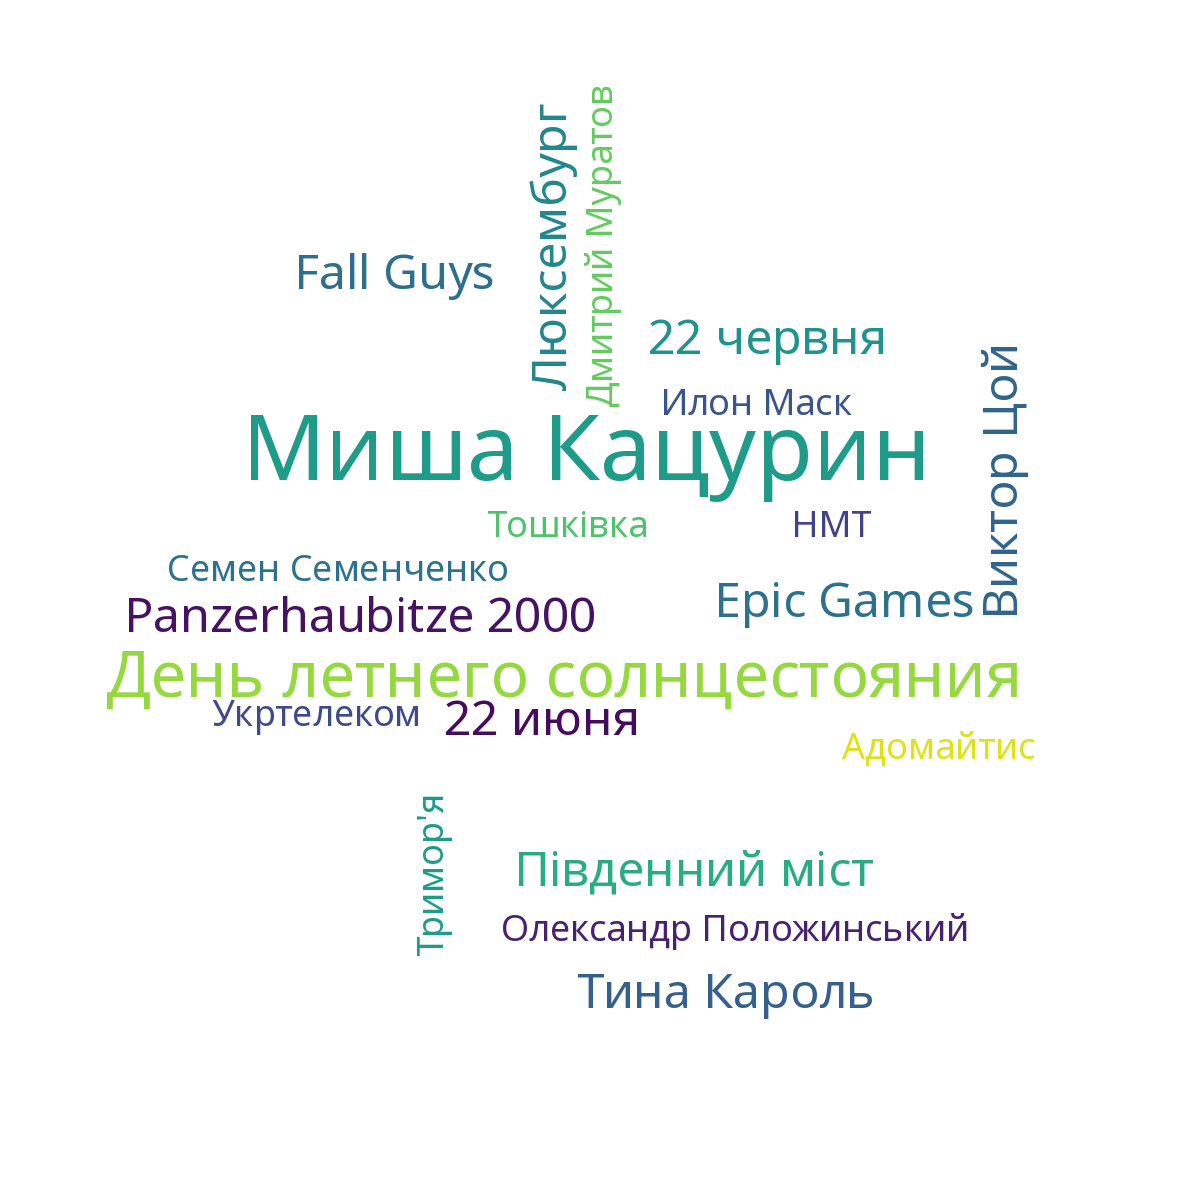 Люксембург
Дмитрий Муратов
Fall Guys
22 червня
Виктор Цой
Илон Маск
Миша Кацурин
Тошківка
НМТ
Семен Семенченко
Panzerhaubitze 2000
Epic Games
День летнего солнцестояния
Укртелеком
22 июня
Адомайтис
Тримор'я
Південний міст
Олександр Положинський
Тина Кароль